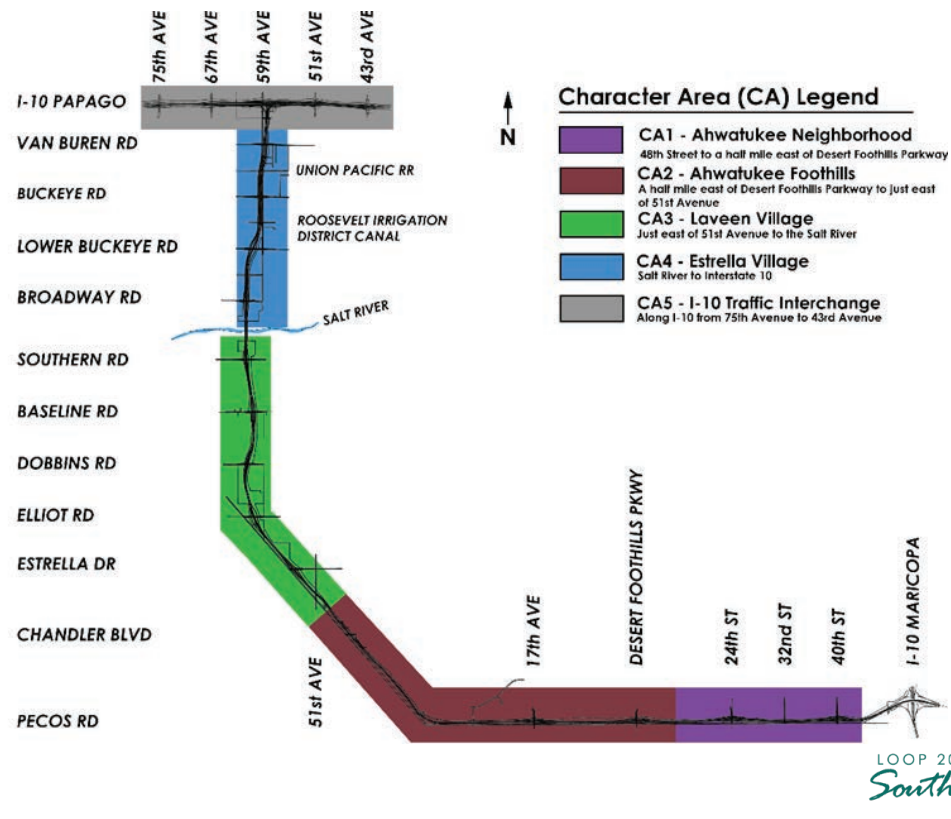 75th AVE
67th AVE
59th AVE
51st AVE
43rd AVE
I-10 PAPAGO
VAN BUREN RD
UNION PACIFIC RR
BUCKEYE RD
ROOSEVELT IRRIGATION
DISTRICT CANAL
LOWER BUCKEYE RD
BROADWAY RD
SALT RIVER
SOUTHERN RD
BASELINE RD
DOBBINS RD
ELLIOT RD
ESTRELLA DR
CHANDLER BLVD
PECOS RD
51st AVE
17th AVE
DESERT FOOTHILLS PKWY
24th ST
32nd ST
40th ST
I-10 MARICOPA
N
Character Area (CA) Legend
CA1 - Ahwatukee Neighborhood
48th Street to a half mile east of Desert Foothills Parkway
CA2 - Ahwatukee Foothills
A half mile east of Desert Foothills Parkway to just east
of 51st Avenue
CA3 - Laveen Village
Just east of 51st Avenue to the Salt River
CA4 - Estrella Village
Salt River to Interstate 10
CA5 - I-10 Traffic Interchange
Along I-10 from 75th Avenue to 43rd Avenue
LOOP 20
South